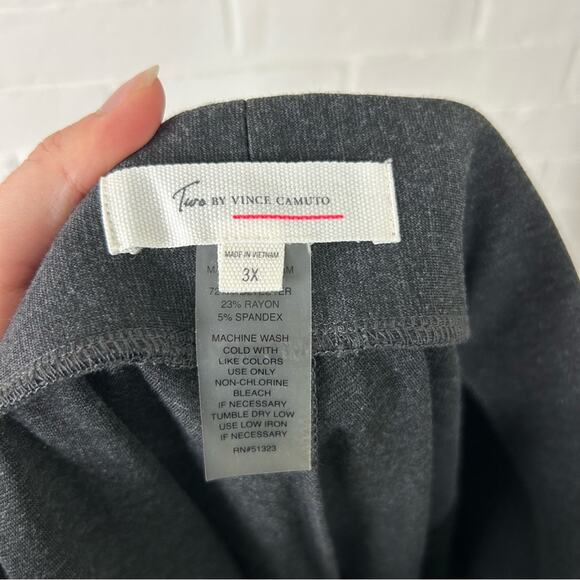 Two BY VINCE CAMUTO
MADE IN VIETNAM
3X
23% RAYON
5% SPANDEX
MACHINE WASH
COLD WITH
LIKE COLORS
USE ONLY
NON-CHLORINE
BLEACH
IF NECESSARY
TUMBLE DRY LOW
USE LOW IRON
IF NECESSARY
RN#51323